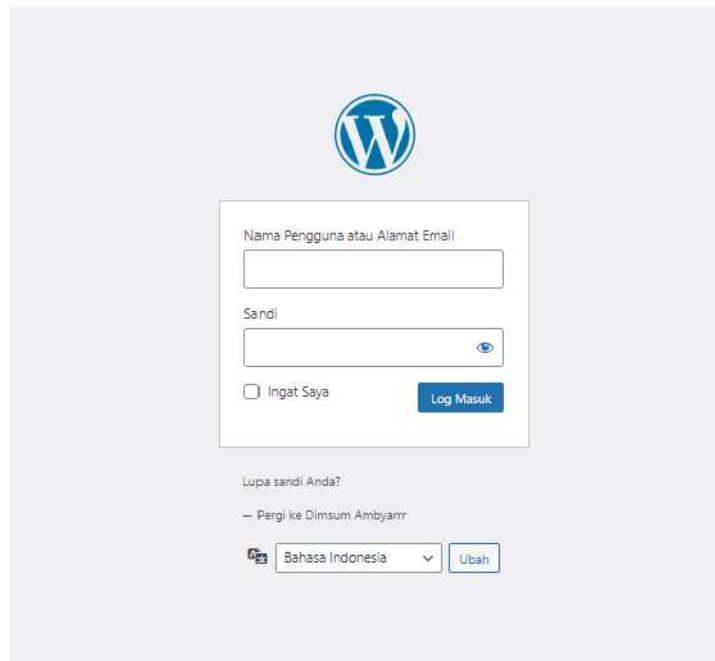 Nama Pengguna atau Alamat Email
Sandi
Ingat Saya
Log Masuk
Lupa sandi Anda?
← Pergi ke Dimsum Ambyarrr
Bahasa Indonesia
Ubah